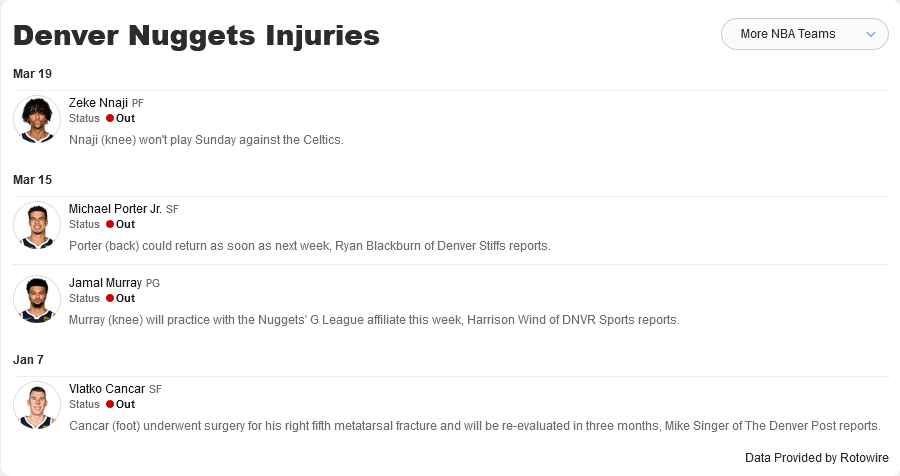 Denver Nuggets Injuries
More NBA Teams
Mar 19
Zeke Nnaji PF
Status Out
Nnaji (knee) won't play Sunday against the Celtics.
Mar 15
Michael Porter Jr. SF
Status Out
Porter (back) could return as soon as next week, Ryan Blackburn of Denver Stiffs reports.
Jamal Murray PG
Status Out
Murray (knee) will practice with the Nuggets' G League affiliate this week, Harrison Wind of DNVR Sports reports.
Jan 7
Vlatko Cancar SF
Status Out
Cancar (foot) underwent surgery for his right fifth metatarsal fracture and will be re-evaluated in three months, Mike Singer of The Denver Post reports.
Data Provided by Rotowire